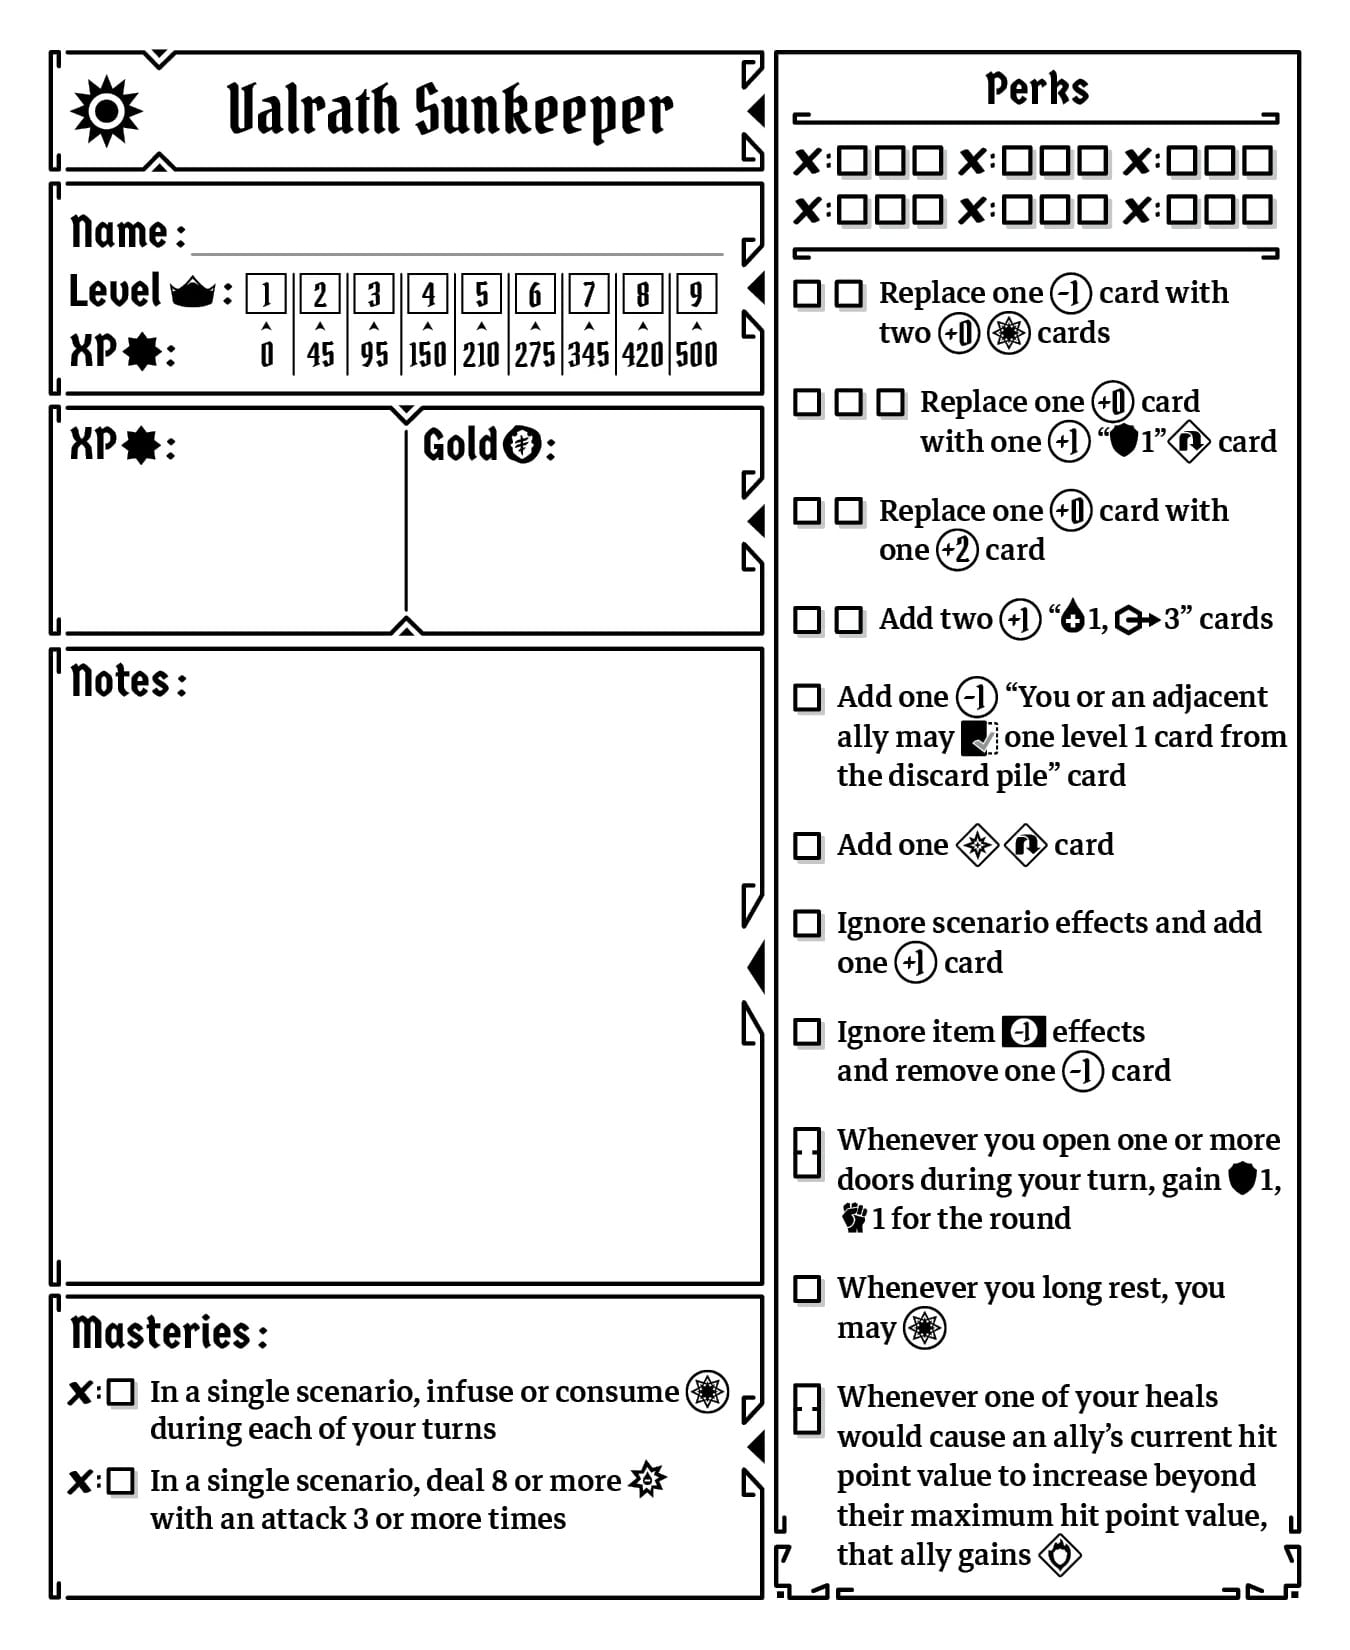 Valrath Sunkeeper
Name:
Level :
1 2 3 4 5 6 7 8 9
XP :
0 45 95 150 210 275 345 420 500
XP :
Gold :
Notes:
Masteries:
In a single scenario, infuse or consume
during each of your turns
In a single scenario, deal 8 or more
with an attack 3 or more times
Perks
Replace one -1 card with
two +0 cards
Replace one +0 card
with one +1 “1” card
Replace one +0 card with
one +2 card
Add two +1 “1, 3” cards
Add one -1 “You or an adjacent
ally may one level 1 card from
the discard pile” card
Add one card
Ignore scenario effects and add
one +1 card
Ignore item -1 effects
and remove one -1 card
Whenever you open one or more
doors during your turn, gain 1,
1 for the round
Whenever you long rest, you
may
Whenever one of your heals
would cause an ally’s current hit
point value to increase beyond
their maximum hit point value,
that ally gains